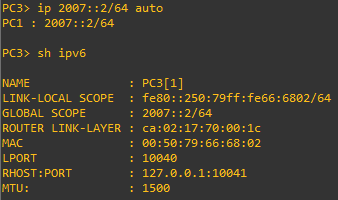 PC3> ip 2007::2/64 auto
PC1 : 2007::2/64
PC3> sh ipv6
NAME : PC3[1]
LINK-LOCAL SCOPE : fe80::250:79ff:fe66:6802/64
GLOBAL SCOPE : 2007::2/64
ROUTER LINK-LAYER : ca:02:17:70:00:1c
MAC : 00:50:79:66:68:02
LPORT : 10040
RHOST:PORT : 127.0.0.1:10041
MTU: : 1500